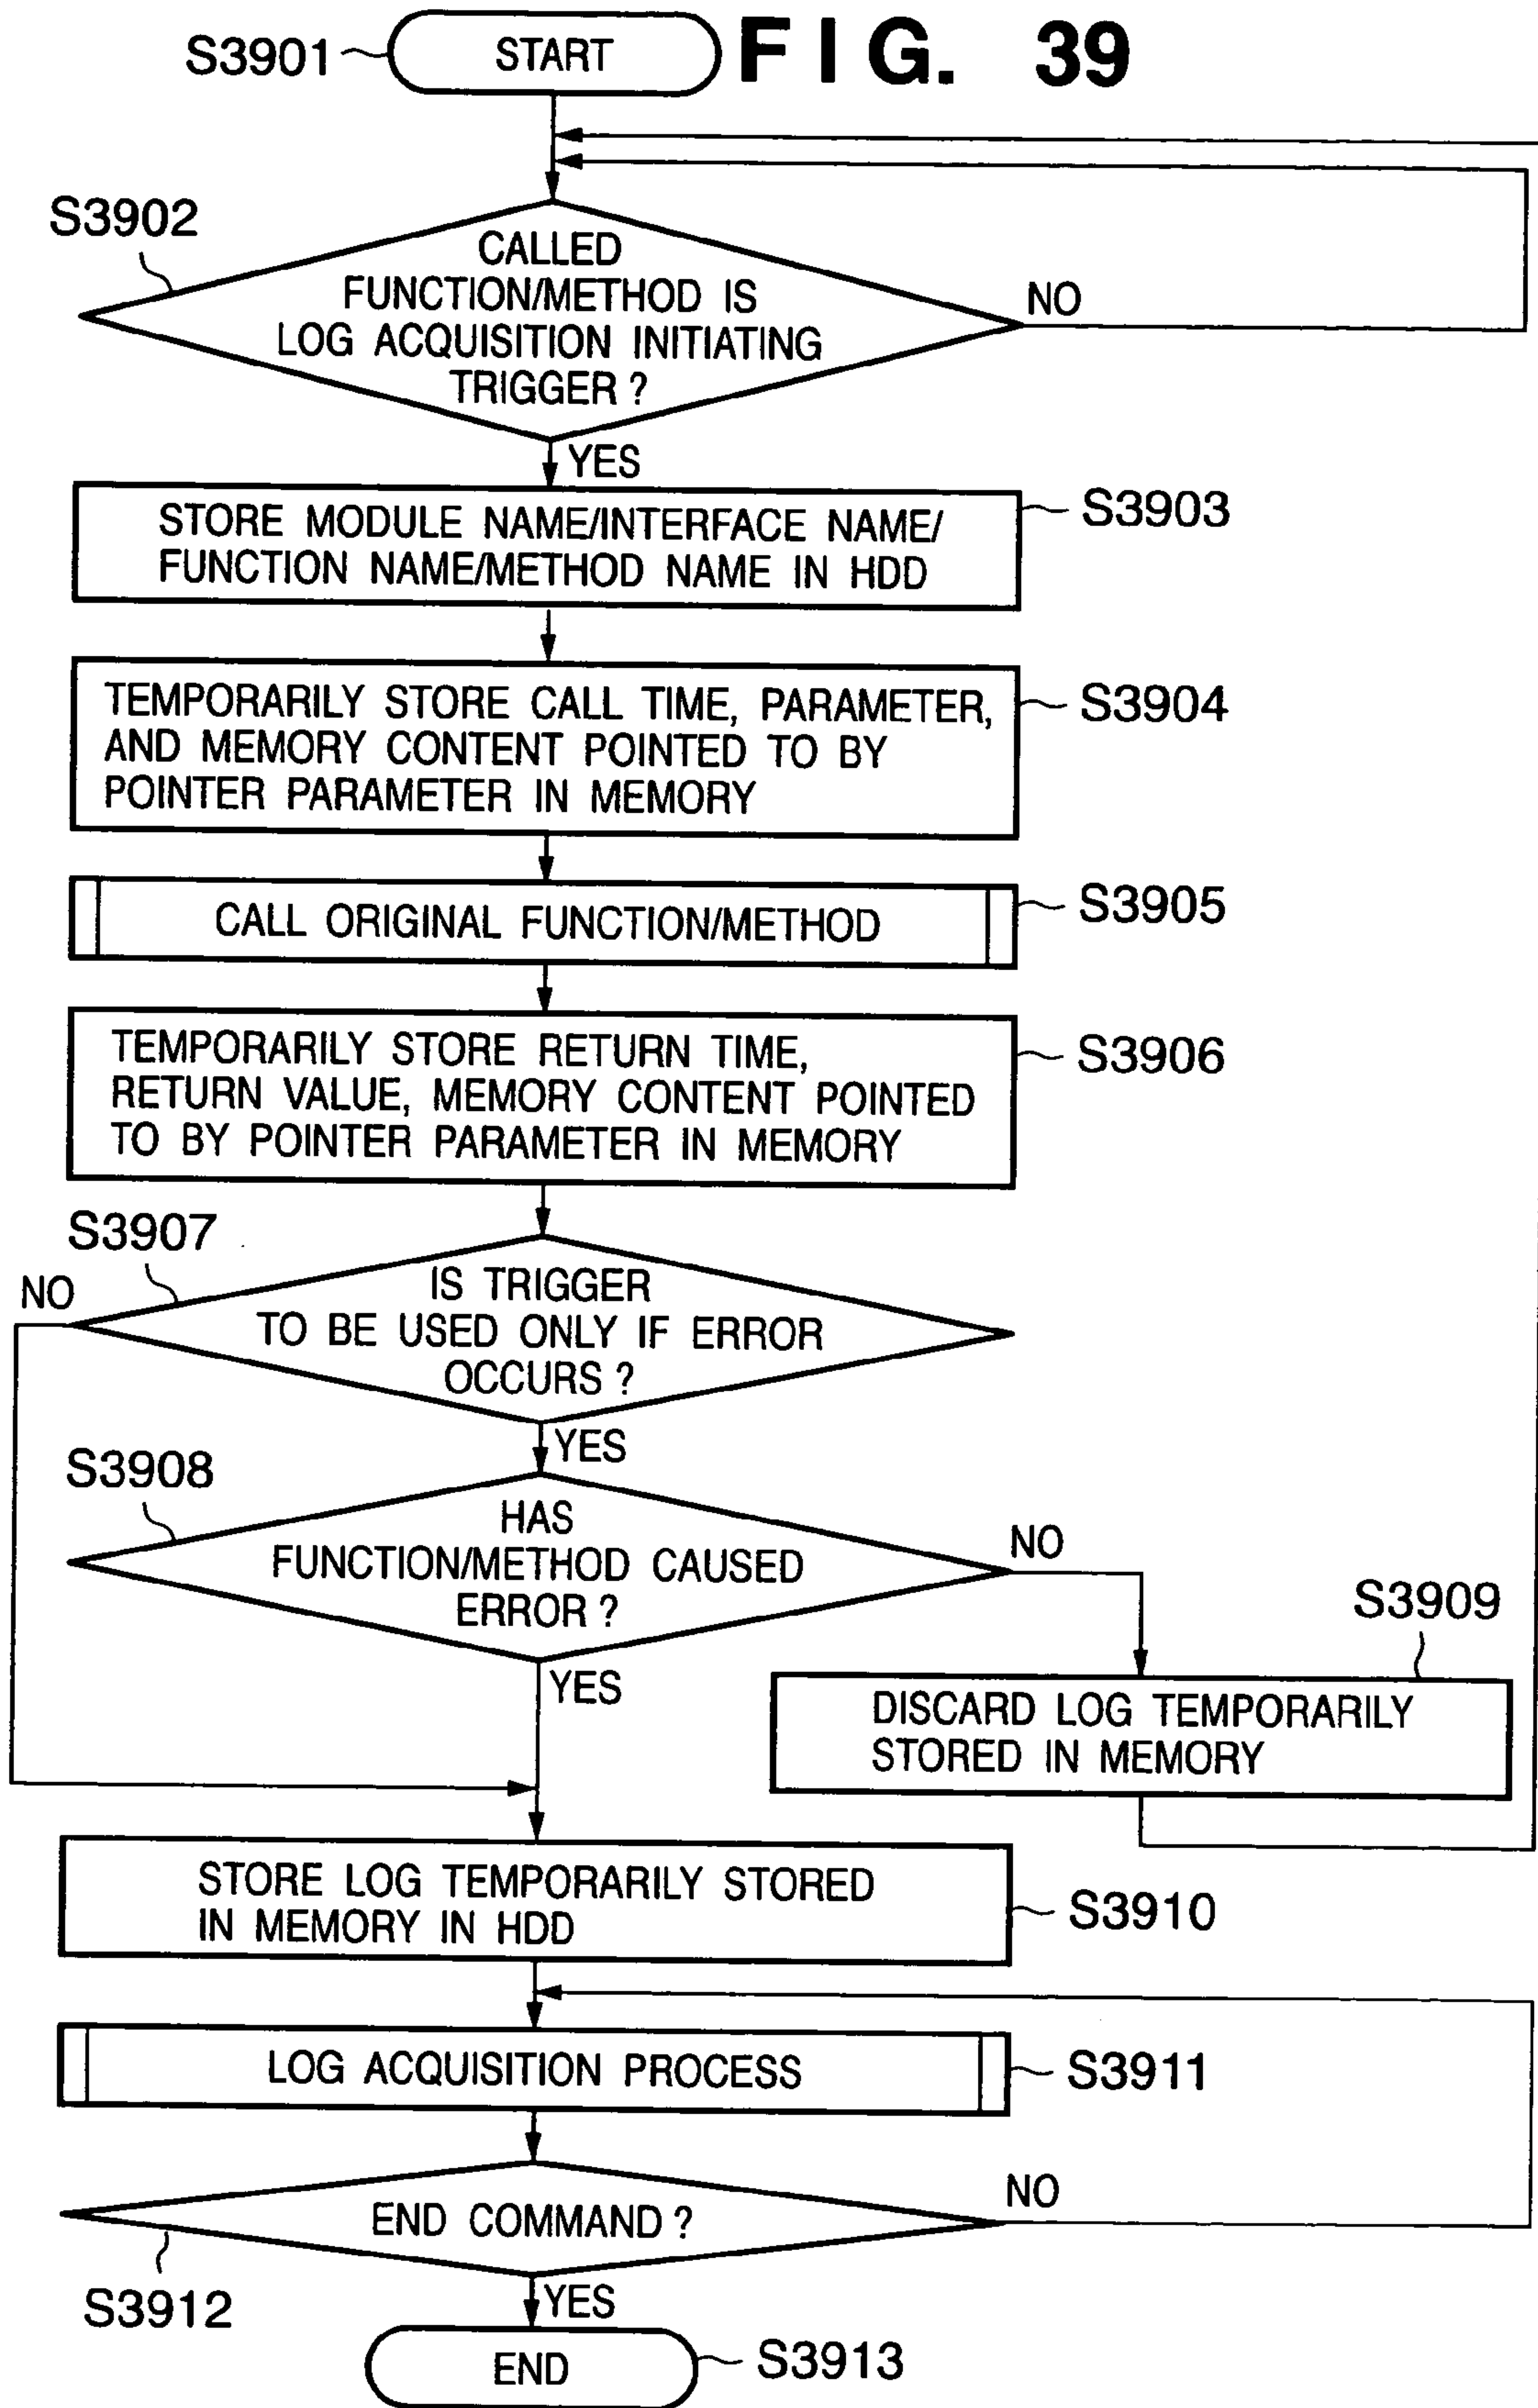 FIG. 39
S3901
START
S3902
CALLED
FUNCTION/METHOD IS
LOG ACQUISITION INITIATING
TRIGGER ?
NO
YES
STORE MODULE NAME/INTERFACE NAME/
FUNCTION NAME/METHOD NAME IN HDD
S3903
TEMPORARILY STORE CALL TIME, PARAMETER,
AND MEMORY CONTENT POINTED TO BY
POINTER PARAMETER IN MEMORY
S3904
CALL ORIGINAL FUNCTION/METHOD
S3905
TEMPORARILY STORE RETURN TIME,
RETURN VALUE, MEMORY CONTENT POINTED
TO BY POINTER PARAMETER IN MEMORY
S3906
S3907
NO
IS TRIGGER
TO BE USED ONLY IF ERROR
OCCURS ?
YES
S3908
HAS
FUNCTION/METHOD CAUSED
ERROR ?
NO
YES
S3909
DISCARD LOG TEMPORARILY
STORED IN MEMORY
STORE LOG TEMPORARILY STORED
IN MEMORY IN HDD
S3910
LOG ACQUISITION PROCESS
S3911
END COMMAND ?
NO
S3912
YES
END
S3913